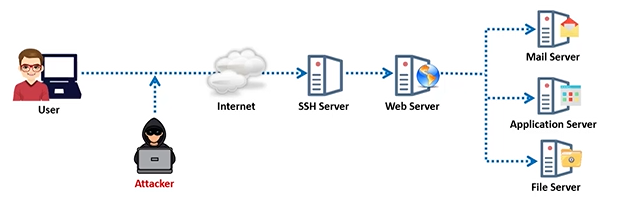 User
Attacker
Internet
SSH Server
Web Server
Mail Server
Application Server
File Server